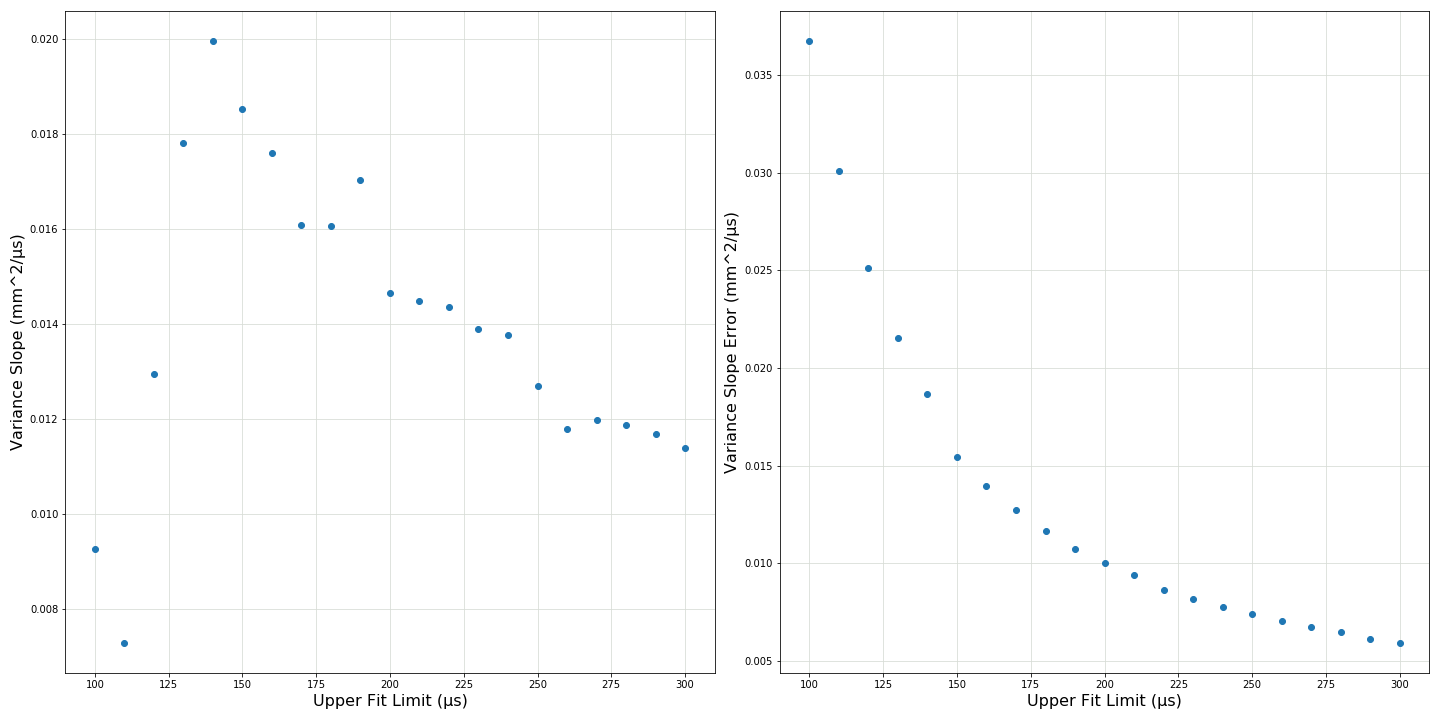 0.020
0.018
0.016
0.014
0.012
0.010
0.008
Variance Slope (mm^2/μs)
100 125 150 175 200 225 250 275 300
Upper Fit Limit (μs)
0.035
0.030
0.025
0.020
0.015
0.010
0.005
Variance Slope Error (mm^2/μs)
100 125 150 175 200 225 250 275 300
Upper Fit Limit (μs)